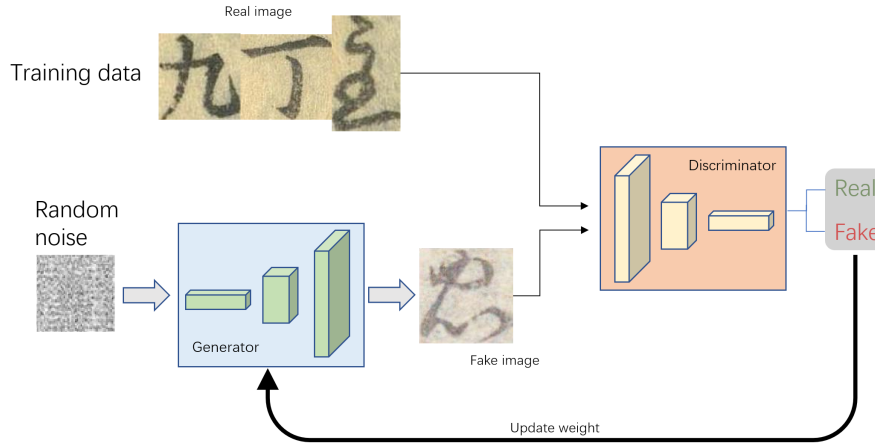 Real image
Training data
九丁
Discriminator
Real
Fake
Random
noise
Generator
Fake image
Update weight